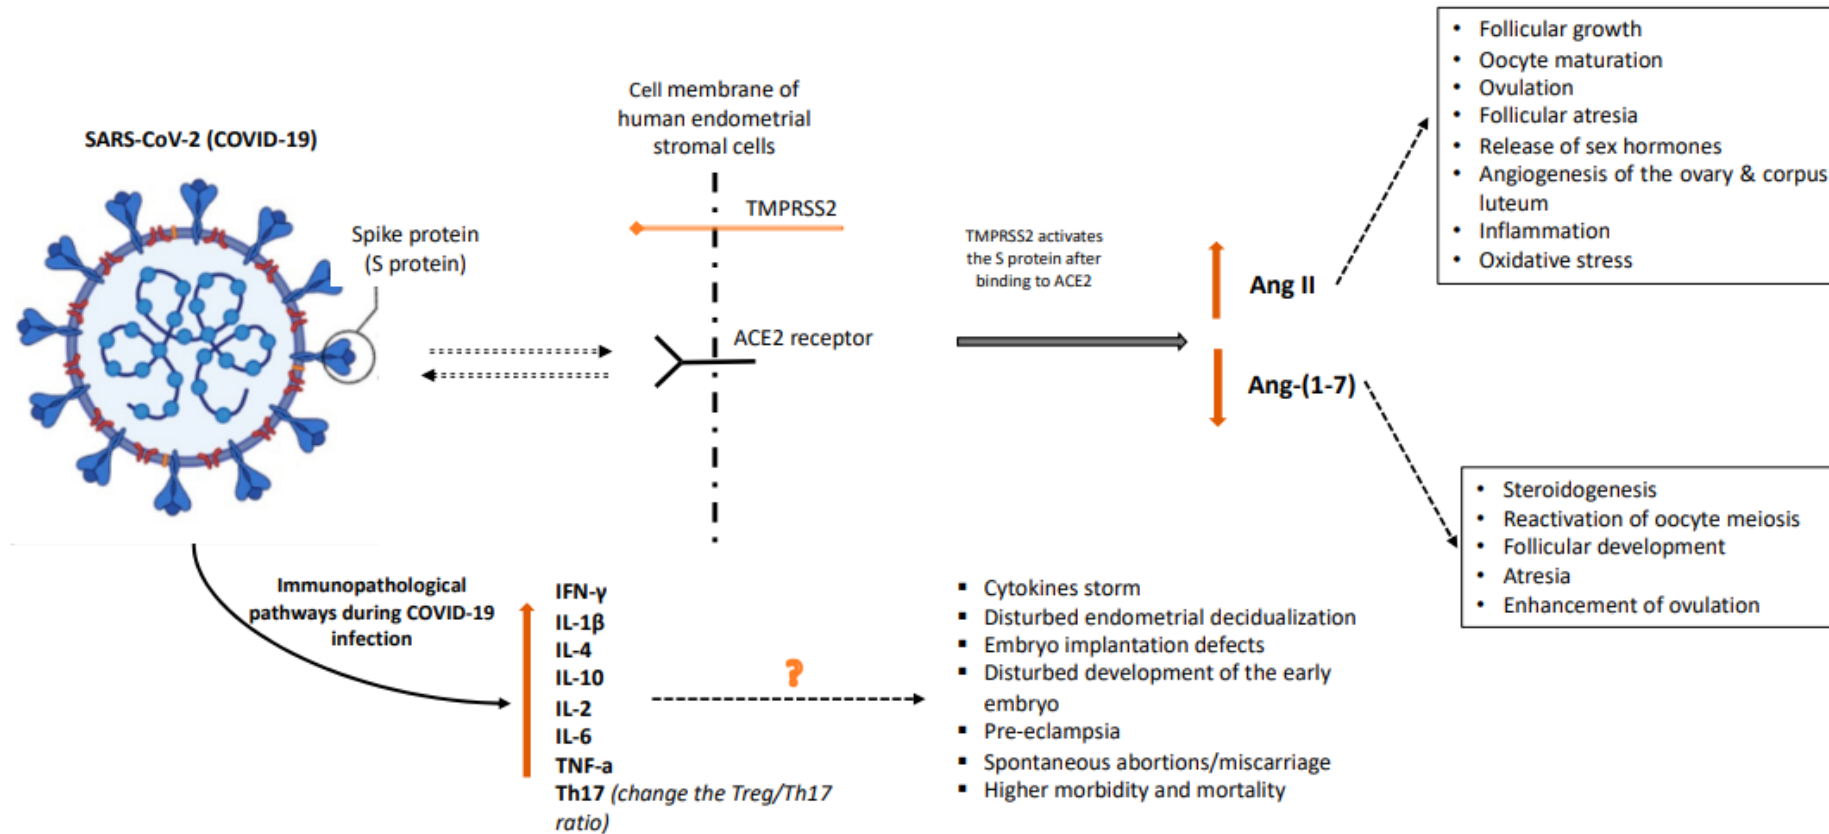 SARS-CoV-2 (COVID-19)
Spike protein
(S protein)
Cell membrane of
human endometrial
stromal cells
TMPRSS2
ACE2 receptor
TMPRSS2 activates
the S protein after
binding to ACE2
Ang II
Ang-(1-7)
• Follicular growth
• Oocyte maturation
• Ovulation
• Follicular atresia
• Release of sex hormones
• Angiogenesis of the ovary & corpus
luteum
• Inflammation
• Oxidative stress
• Steroidogenesis
• Reactivation of oocyte meiosis
• Follicular development
• Atresia
• Enhancement of ovulation
Immunopathological
pathways during COVID-19
infection
IFN-γ
IL-1β
IL-4
IL-10
IL-2
IL-6
TNF-a
Th17 (change the Treg/Th17
ratio)
?
▪ Cytokines storm
▪ Disturbed endometrial decidualization
▪ Embryo implantation defects
▪ Disturbed development of the early
embryo
▪ Pre-eclampsia
▪ Spontaneous abortions/miscarriage
▪ Higher morbidity and mortality